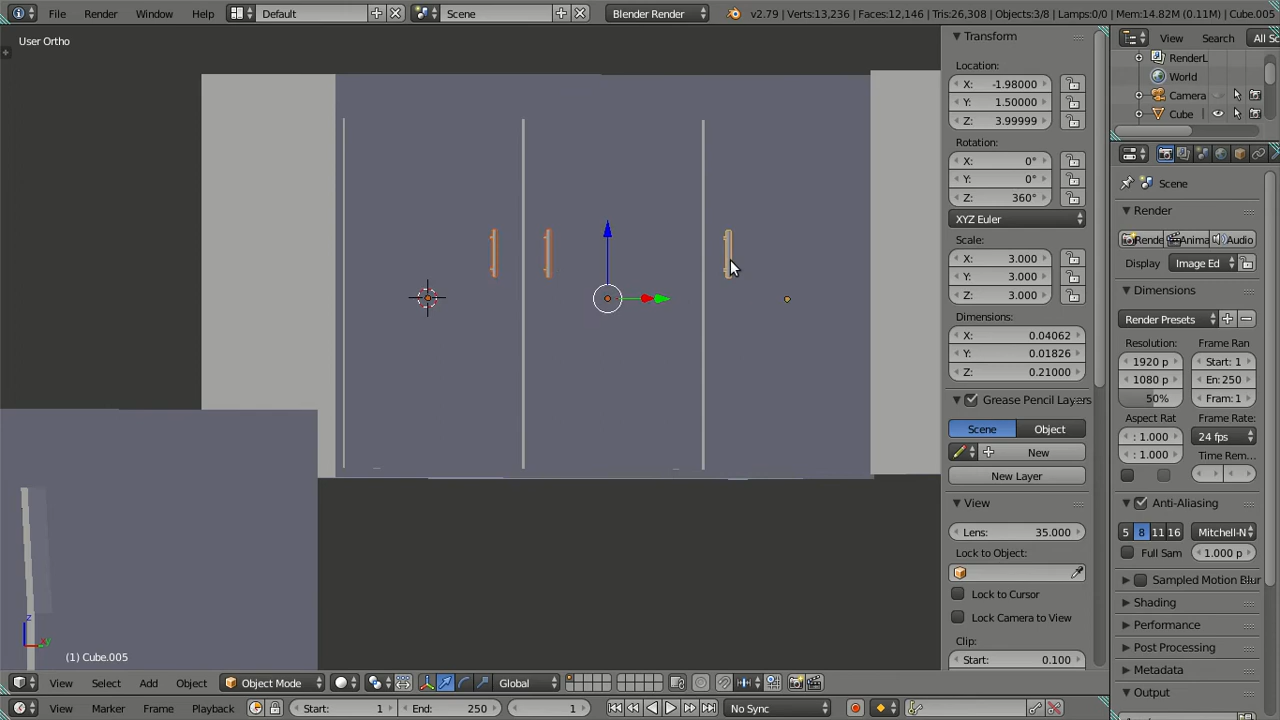 File Render Window Help Default Scene Blender Render v2.79 | Verts:13,236 | Faces:12,146 | Tris:26,308 | Objects:3/8 | Lamps:0/0 | Mem:14.82M (0.11M) | Cube.005
User Ortho
Transform
Location:
X: -1.98000
Y: 1.50000
Z: 3.99999
Rotation:
X: 0°
Y: 0°
Z: 360°
XYZ Euler
Scale:
X: 3.000
Y: 3.000
Z: 3.000
Dimensions:
X: 0.04062
Y: 0.01826
Z: 0.21000
Grease Pencil Layers
Scene Object
New
New Layer
View
Lens: 35.000
Lock to Object:
Lock to Cursor
Lock Camera to View
Clip:
Start: 0.100
View Search All Sc
RenderL
World
Camera
Cube
Scene
Render
Rende Anima Audio
Display Image Ed
Dimensions
Render Presets
Resolution: Frame Ran
1920 p Start: 1
1080 p En: 250
50% Fram: 1
Aspect Rat Frame Rate:
: 1.000 24 fps
: 1.000 Time Rem..
Anti-Aliasing
5 8 11 16 Mitchell-N
Full Sam 1.000 p
Sampled Motion Blur
Shading
Performance
Post Processing
Metadata
Output
z
(1) Cube.005
View Select Add Object Object Mode Global
View Marker Frame Playback Start: 1 End: 250 1 No Sync